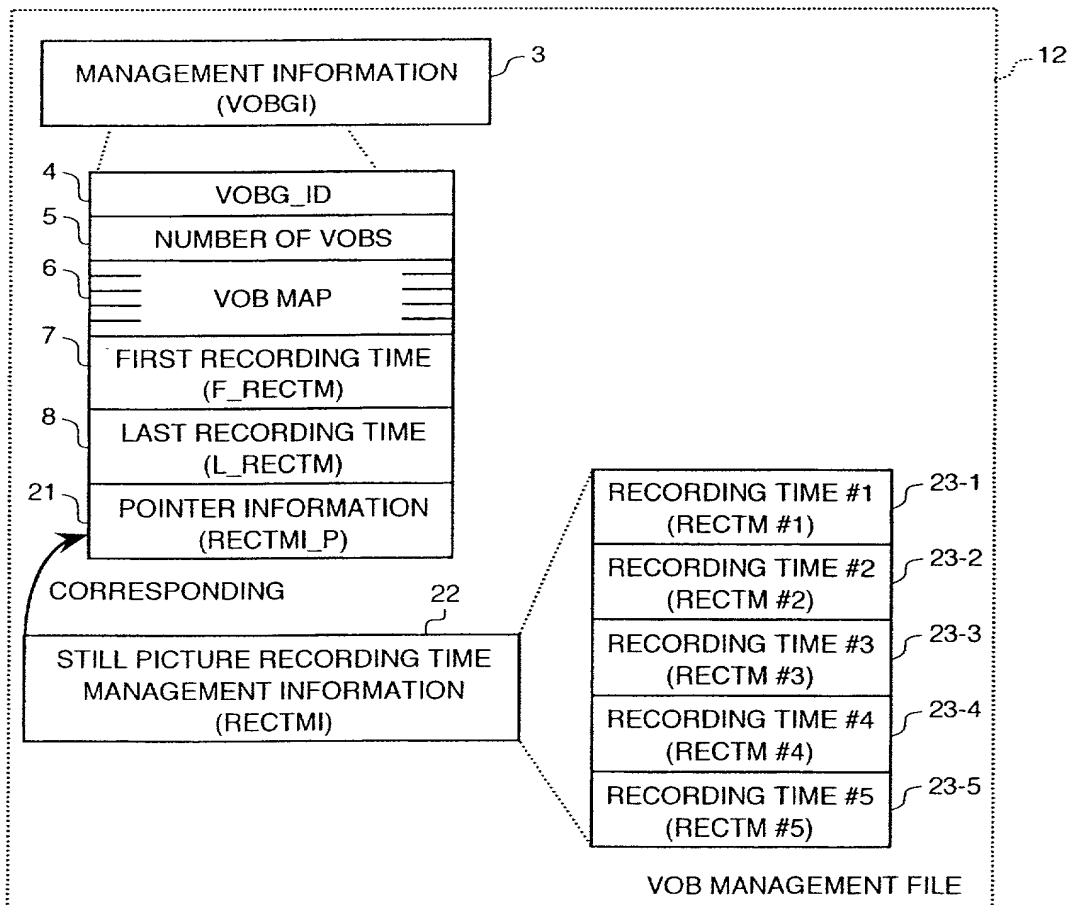 MANAGEMENT INFORMATION
(VOBGI)
3
12
4
VOBG_ID
5
NUMBER OF VOBS
6
VOB MAP
7
FIRST RECORDING TIME
(F_RECTM)
8
LAST RECORDING TIME
(L_RECTM)
21
POINTER INFORMATION
(RECTMI_P)
CORRESPONDING
22
STILL PICTURE RECORDING TIME
MANAGEMENT INFORMATION
(RECTMI)
RECORDING TIME #1
(RECTM #1)
23-1
RECORDING TIME #2
(RECTM #2)
23-2
RECORDING TIME #3
(RECTM #3)
23-3
RECORDING TIME #4
(RECTM #4)
23-4
RECORDING TIME #5
(RECTM #5)
23-5
VOB MANAGEMENT FILE